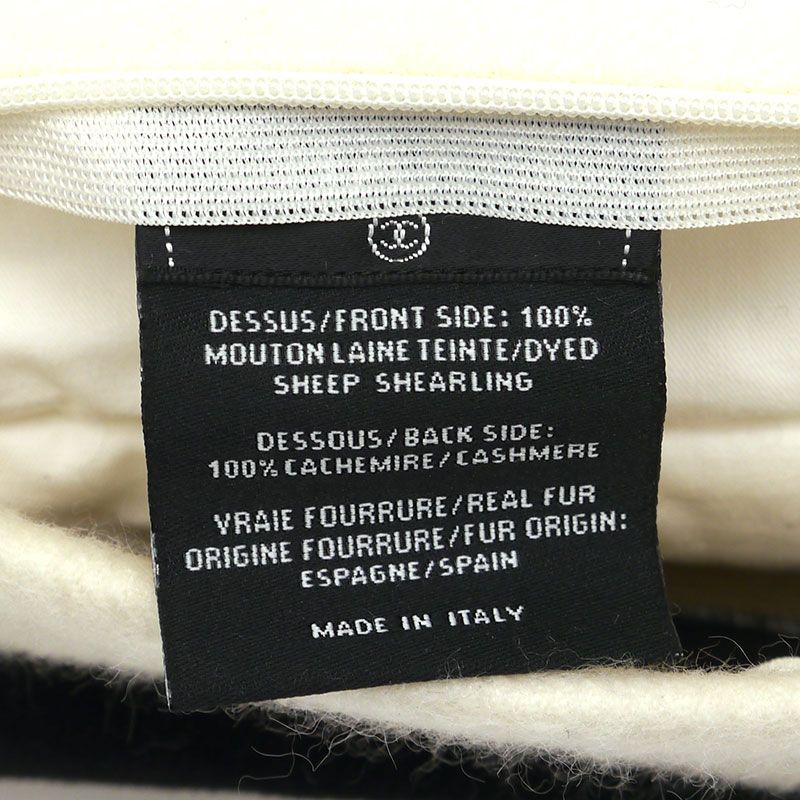 DESSUS/FRONT SIDE: 100%
MOUTON LAINE TEINTE/DYED
SHEEP SHEARLING
DESSOUS/BACK SIDE:
100% CACHEMIRE/CASHMERE
VRAIE FOURRURE/REAL FUR
ORIGINE FOURRURE/FUR ORIGIN:
ESPAGNE/SPAIN
MADE IN ITALY